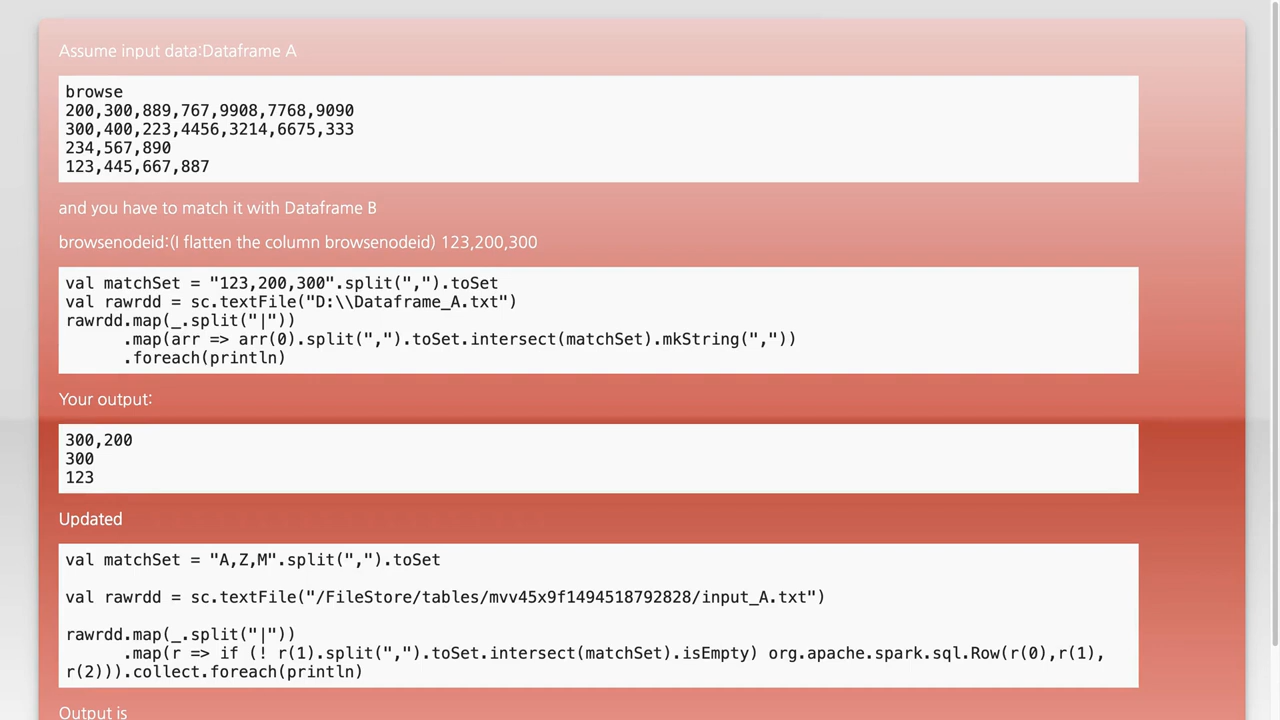 Assume input data:Dataframe A
browse
200,300,889,767,9908,7768,9090
300,400,223,4456,3214,6675,333
234,567,890
123,445,667,887
and you have to match it with Dataframe B
browsenodeid:(I flatten the column browsenodeid) 123,200,300
val matchSet = "123,200,300".split(",").toSet
val rawrdd = sc.textFile("D:\\Dataframe_A.txt")
rawrdd.map(_.split("|"))
      .map(arr => arr(0).split(",").toSet.intersect(matchSet).mkString(","))
      .foreach(println)
Your output:
300,200
300
123
Updated
val matchSet = "A,Z,M".split(",").toSet
val rawrdd = sc.textFile("/FileStore/tables/mvv45x9f1494518792828/input_A.txt")
rawrdd.map(_.split("|"))
      .map(r => if (! r(1).split(",").toSet.intersect(matchSet).isEmpty) org.apache.spark.sql.Row(r(0),r(1),
r(2))).collect.foreach(println)
Output is